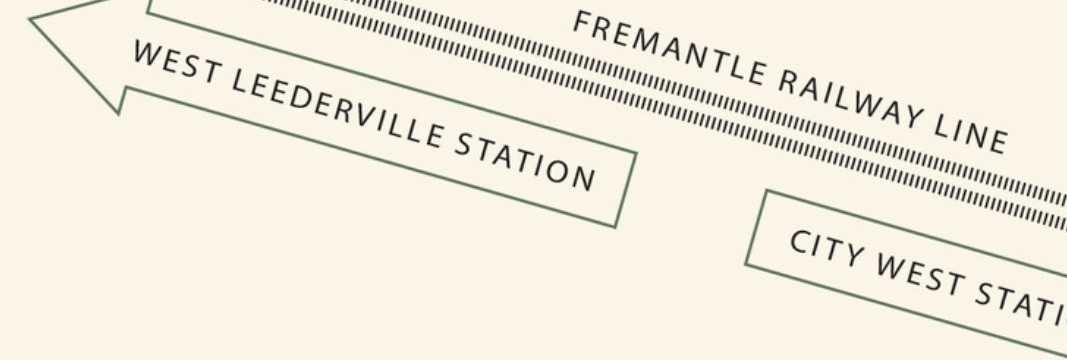 FREMANTLE RAILWAY LINE
WEST LEEDERVILLE STATION
CITY WEST STATI